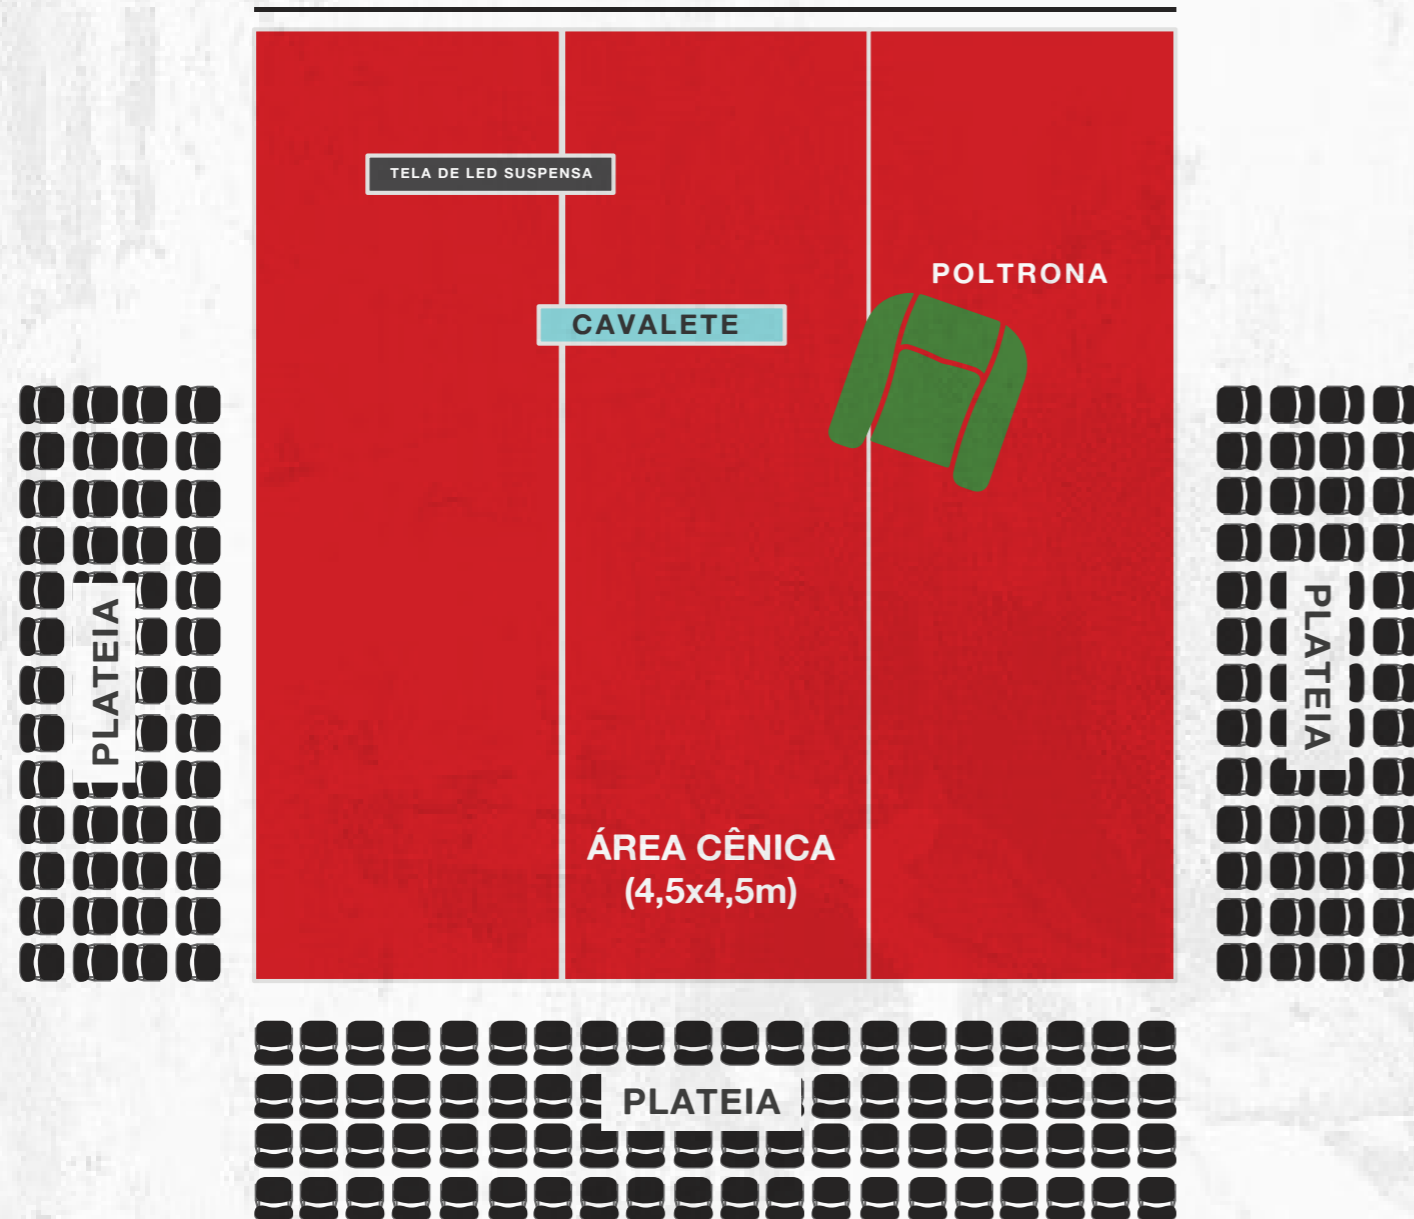 TELA DE LED SUSPENSA
POLTRONA
CAVALETE
PLATEIA
PLATEIA
ÁREA CÊNICA
(4,5x4,5m)
PLATEIA